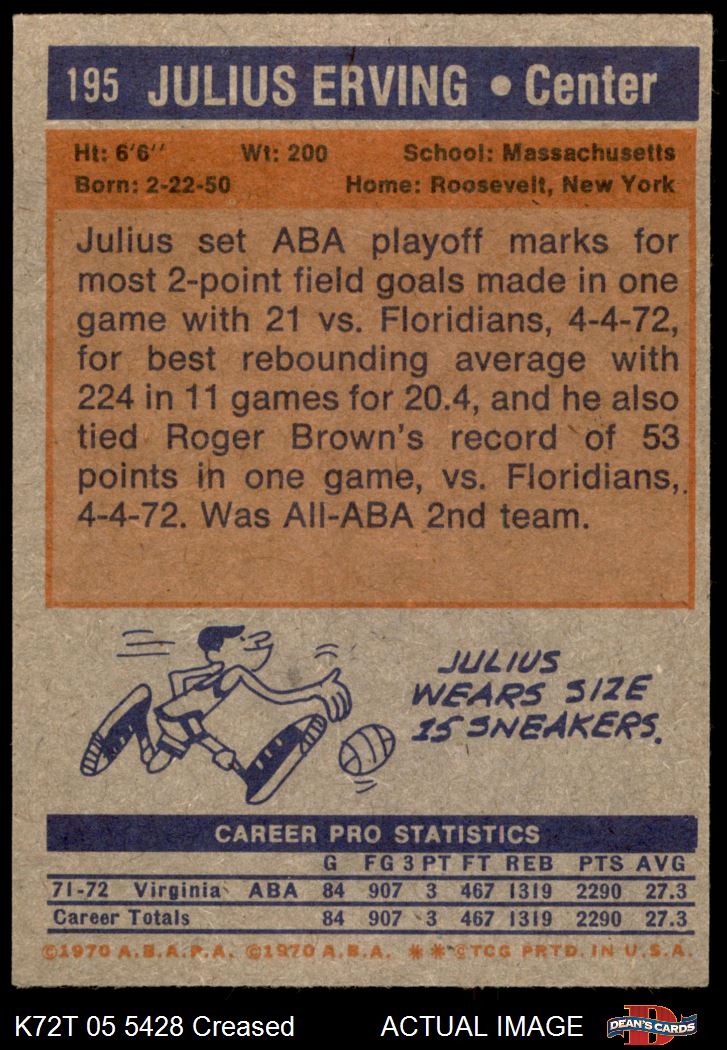 195 JULIUS ERVING • Center
Ht: 6'6'' Wt: 200 School: Massachusetts
Born: 2-22-50 Home: Roosevelt, New York
Julius set ABA playoff marks for
most 2-point field goals made in one
game with 21 vs. Floridians, 4-4-72,
for best rebounding average with
224 in 11 games for 20.4, and he also
tied Roger Brown's record of 53
points in one game, vs. Floridians,
4-4-72. Was All-ABA 2nd team.
JULIUS
WEARS SIZE
15 SNEAKERS.
CAREER PRO STATISTICS
G FG 3 PT FT REB PTS AVG
71-72 Virginia ABA 84 907 3 467 1319 2290 27.3
Career Totals 84 907 3 467 1319 2290 27.3
©1970 A.B.A.P.A. ©1970 A.B.A. ✱✱ ©TCG PRTD. IN U.S.A.
K72T 05 5428 Creased ACTUAL IMAGE
D
DEAN'S CARDS